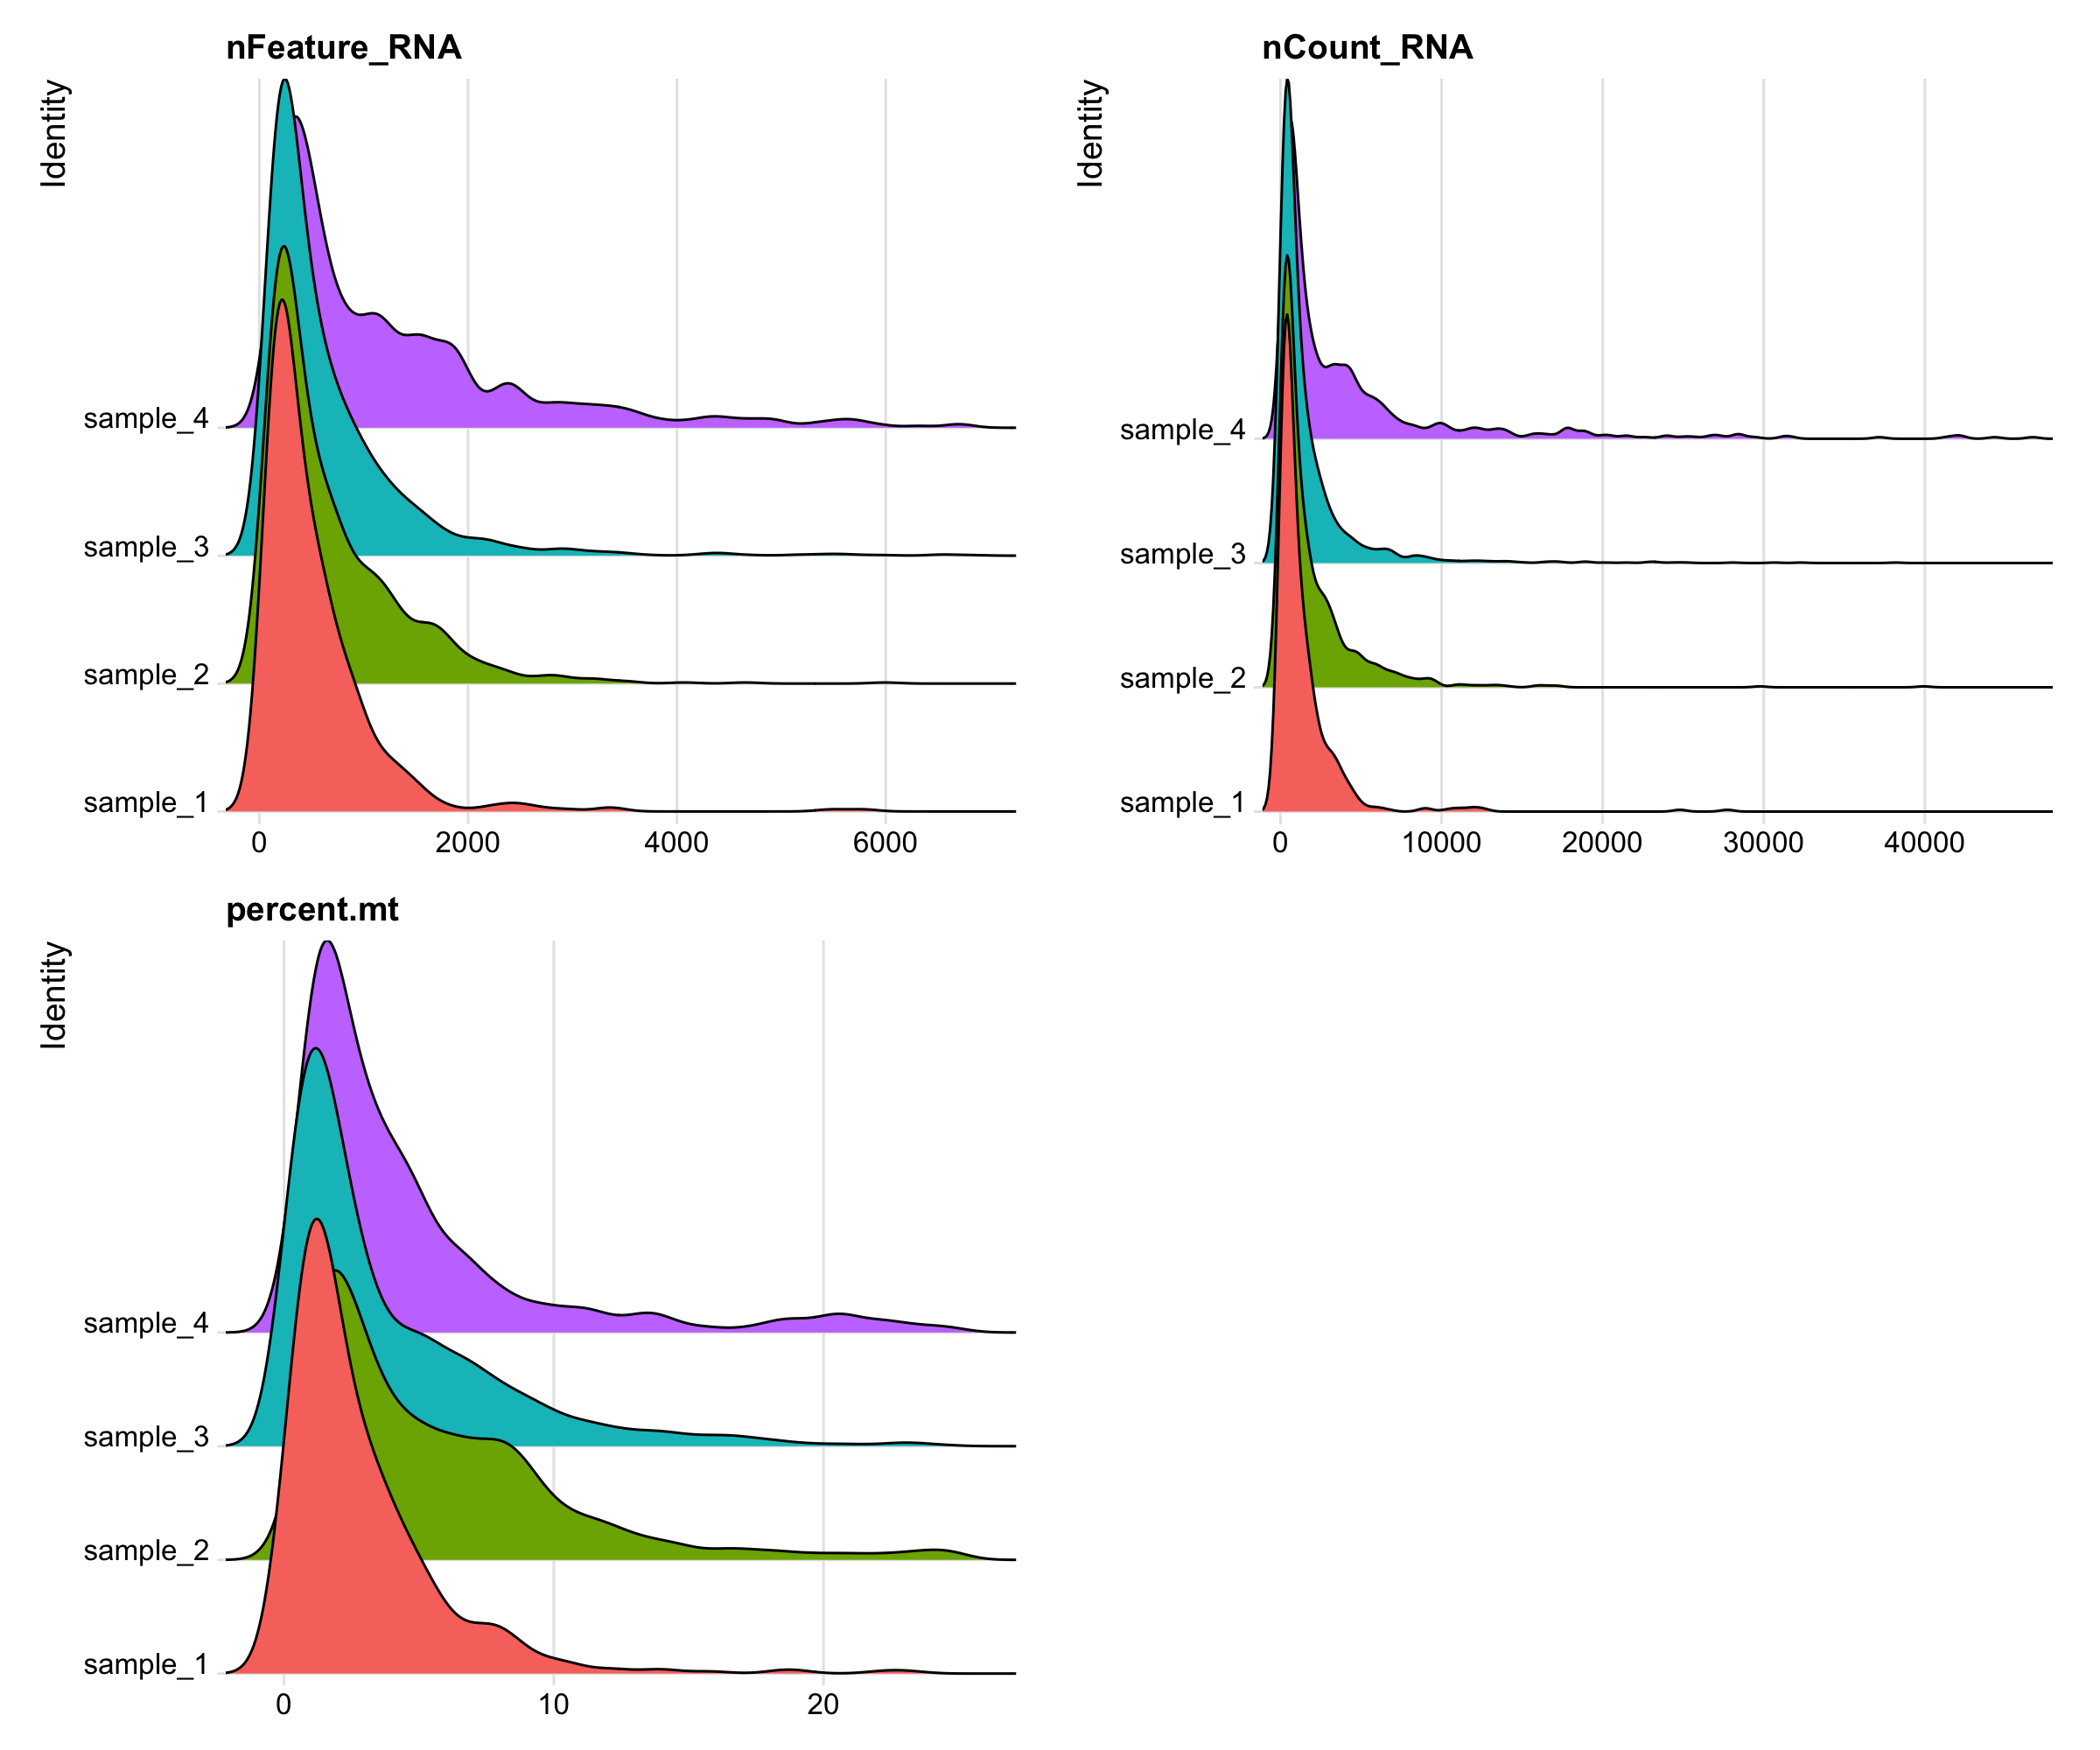 nFeature_RNA
Identity
sample_4
sample_3
sample_2
sample_1
0 2000 4000 6000
nCount_RNA
Identity
sample_4
sample_3
sample_2
sample_1
0 10000 20000 30000 40000
percent.mt
Identity
sample_4
sample_3
sample_2
sample_1
0 10 20